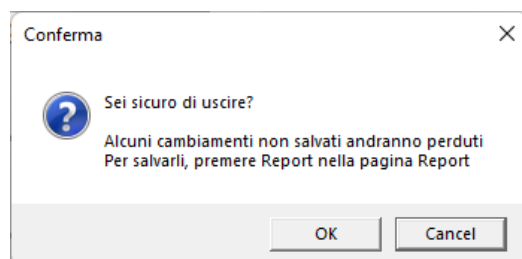 Conferma
Sei sicuro di uscire?
Alcuni cambiamenti non salvati andranno perduti
Per salvarli, premere Report nella pagina Report
OK
Cancel